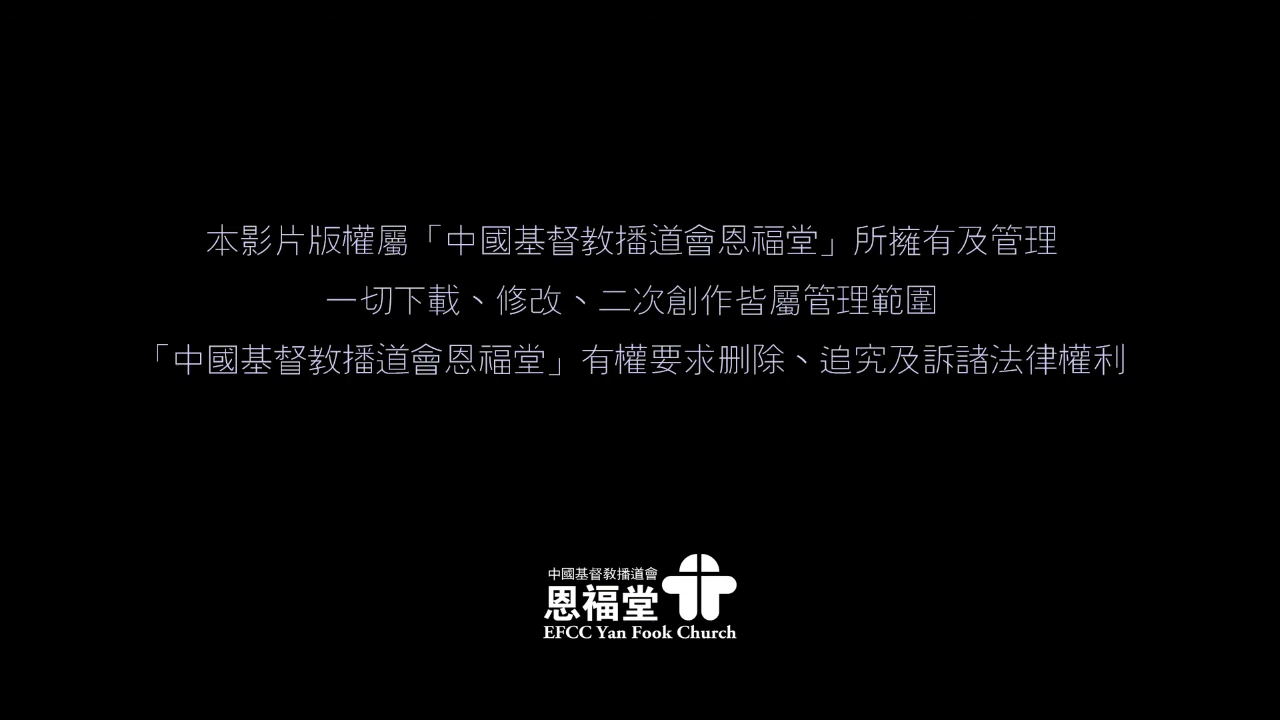 本影片版權屬「中國基督教播道會恩福堂」所擁有及管理
一切下載、修改、二次創作皆屬管理範圍
「中國基督教播道會恩福堂」有權要求刪除、追究及訴諸法律權利
中國基督教播道會
恩福堂
EFCC Yan Fook Church